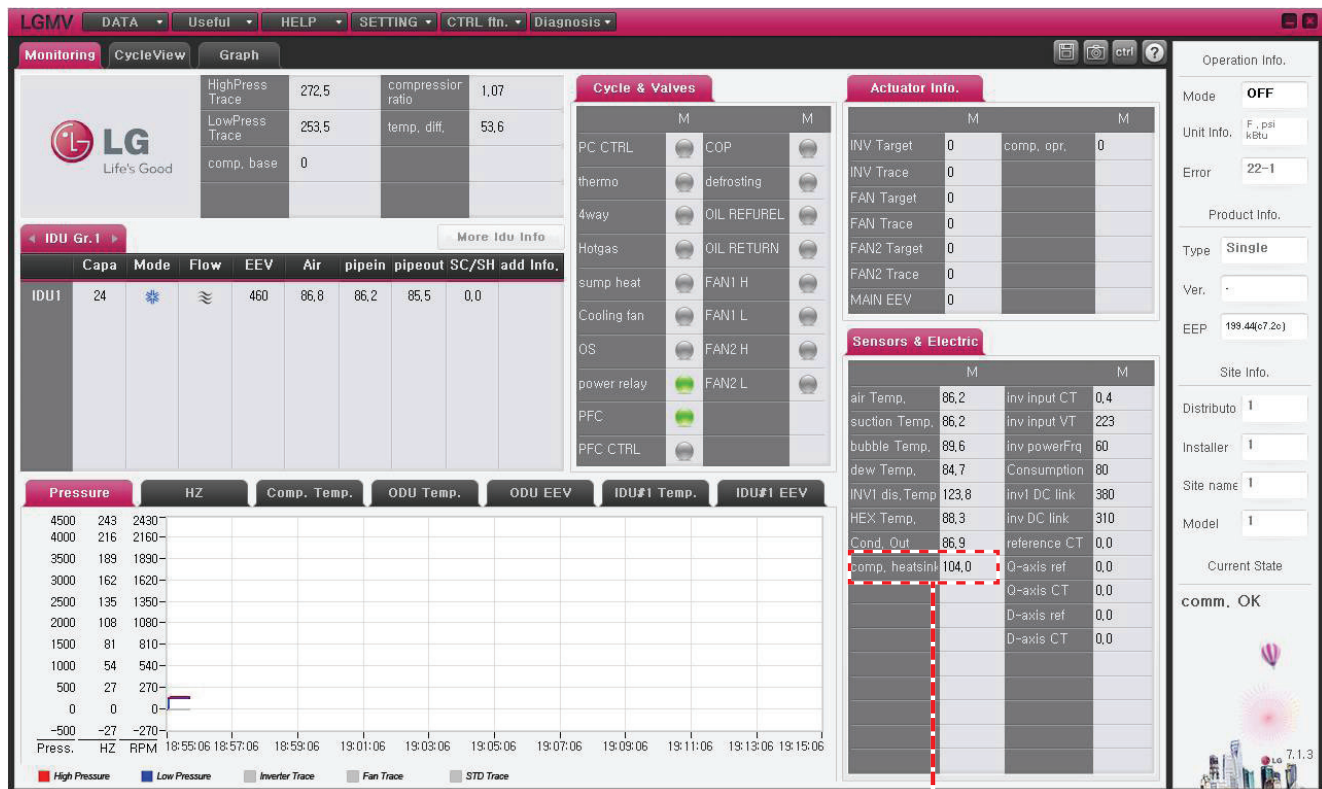 LGMV DATA Useful HELP SETTING CTRL ftn. Diagnosis
Monitoring CycleView Graph ctrl ?
LG
Life's Good
HighPress Trace 272,5 compression ratio 1,07
LowPress Trace 253,5 temp, diff, 53,6
comp, base 0
IDU Gr.1 More Idu Info
Capa Mode Flow EEV Air pipein pipeout SC/SH add Info,
IDU1 24 460 86,8 86,2 85,5 0,0
Cycle & Valves
M M
PC CTRL COP
thermo defrosting
4way OIL REFUREL
Hotgas OIL RETURN
sump heat FAN1 H
Cooling fan FAN1 L
OS FAN2 H
power relay FAN2 L
PFC
PFC CTRL
Actuator Info.
M M
INV Target 0 comp, opr, 0
INV Trace 0
FAN Target 0
FAN Trace 0
FAN2 Target 0
FAN2 Trace 0
MAIN EEV 0
Sensors & Electric
M M
air Temp, 86,2 inv input CT 0,4
suction Temp, 86,2 inv input VT 223
bubble Temp, 89,6 inv powerFrq 60
dew Temp, 84,7 Consumption 80
INV1 dis,Temp 123,8 inv1 DC link 380
HEX Temp, 88,3 inv DC link 310
Cond, Out 86,9 reference CT 0,0
comp, heatsink 104,0 Q-axis ref 0,0
Q-axis CT 0,0
D-axis ref 0,0
D-axis CT 0,0
Pressure HZ Comp. Temp. ODU Temp. ODU EEV IDU#1 Temp. IDU#1 EEV
4500 243 2430
4000 216 2160
3500 189 1890
3000 162 1620
2500 135 1350
2000 108 1080
1500 81 810
1000 54 540
500 27 270
0 0 0
-500 -27 -270
Press. HZ RPM 18:55:06 18:57:06 18:59:06 19:01:06 19:03:06 19:05:06 19:07:06 19:09:06 19:11:06 19:13:06 19:15:06
High Pressure Low Pressure Inverter Trace Fan Trace STD Trace
Operation Info.
Mode OFF
Unit Info. F , psi
kBtu
Error 22-1
Product Info.
Type Single
Ver. -
EEP 199.44(c7.2c)
Site Info.
Distributo 1
Installer 1
Site name 1
Model 1
Current State
comm, OK
LG 7.1.3